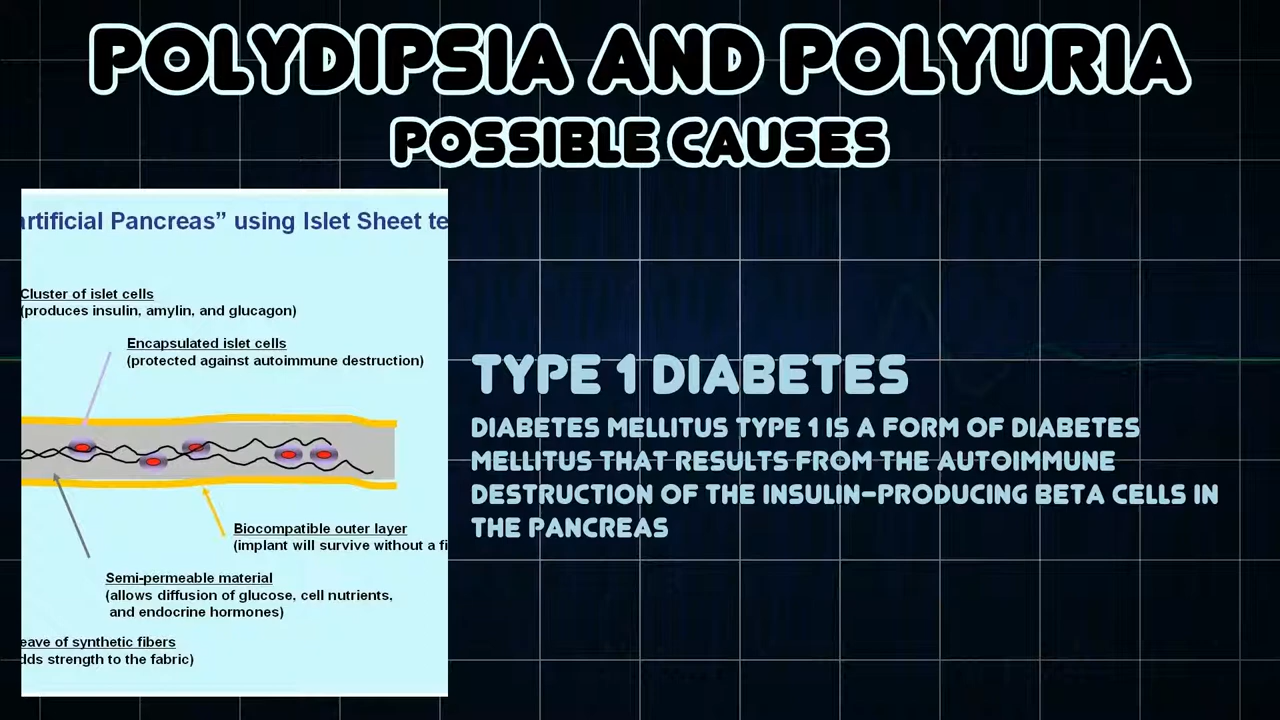 POLYDIPSIA AND POLYURIA
POSSIBLE CAUSES
artificial Pancreas” using Islet Sheet te
Cluster of islet cells
(produces insulin, amylin, and glucagon)
Encapsulated islet cells
(protected against autoimmune destruction)
Biocompatible outer layer
(implant will survive without a fi
Semi-permeable material
(allows diffusion of glucose, cell nutrients,
and endocrine hormones)
eave of synthetic fibers
dds strength to the fabric)
TYPE 1 DIABETES
DIABETES MELLITUS TYPE 1 IS A FORM OF DIABETES
MELLITUS THAT RESULTS FROM THE AUTOIMMUNE
DESTRUCTION OF THE INSULIN-PRODUCING BETA CELLS IN
THE PANCREAS